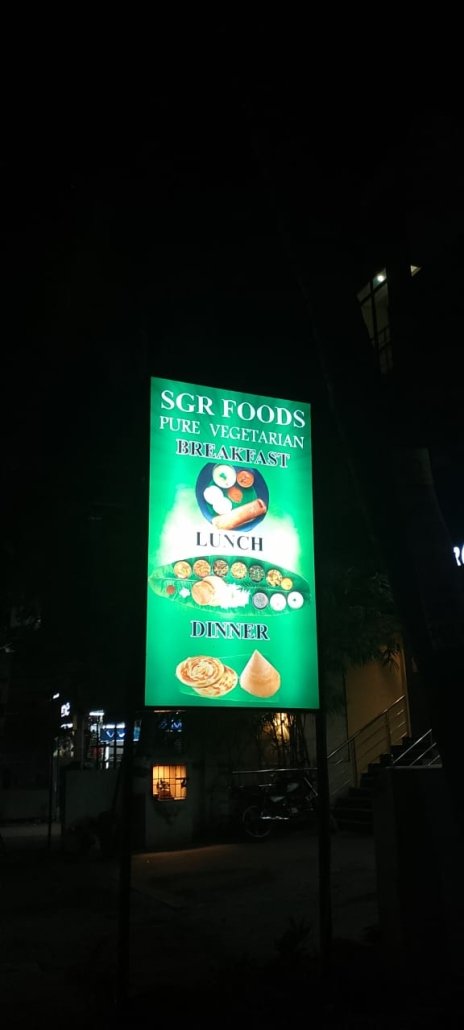 SGR FOODS
PURE VEGETARIAN
BREAKFAST
LUNCH
DINNER